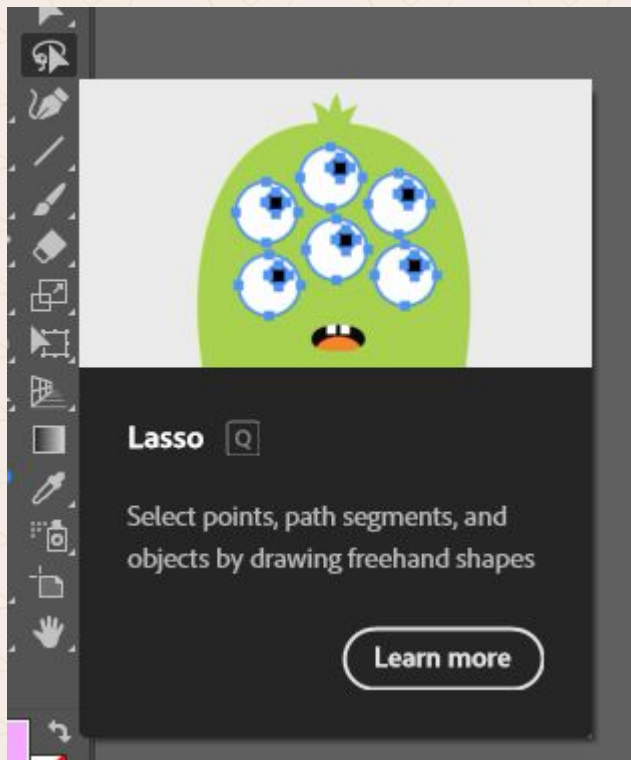 Lasso Q
Select points, path segments, and
objects by drawing freehand shapes
Learn more